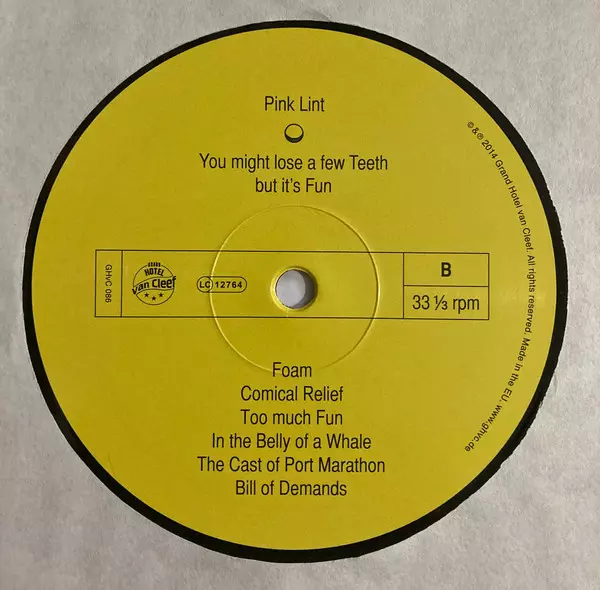 Pink Lint
You might lose a few Teeth
but it's Fun
GHvC 086
HOTEL
van Cleef
LC 12764
B
33 ⅓ rpm
Foam
Comical Relief
Too much Fun
In the Belly of a Whale
The Cast of Port Marathon
Bill of Demands
©&℗ 2014 Grand Hotel van Cleef. All rights reserved. Made in the EU. www.ghvc.de